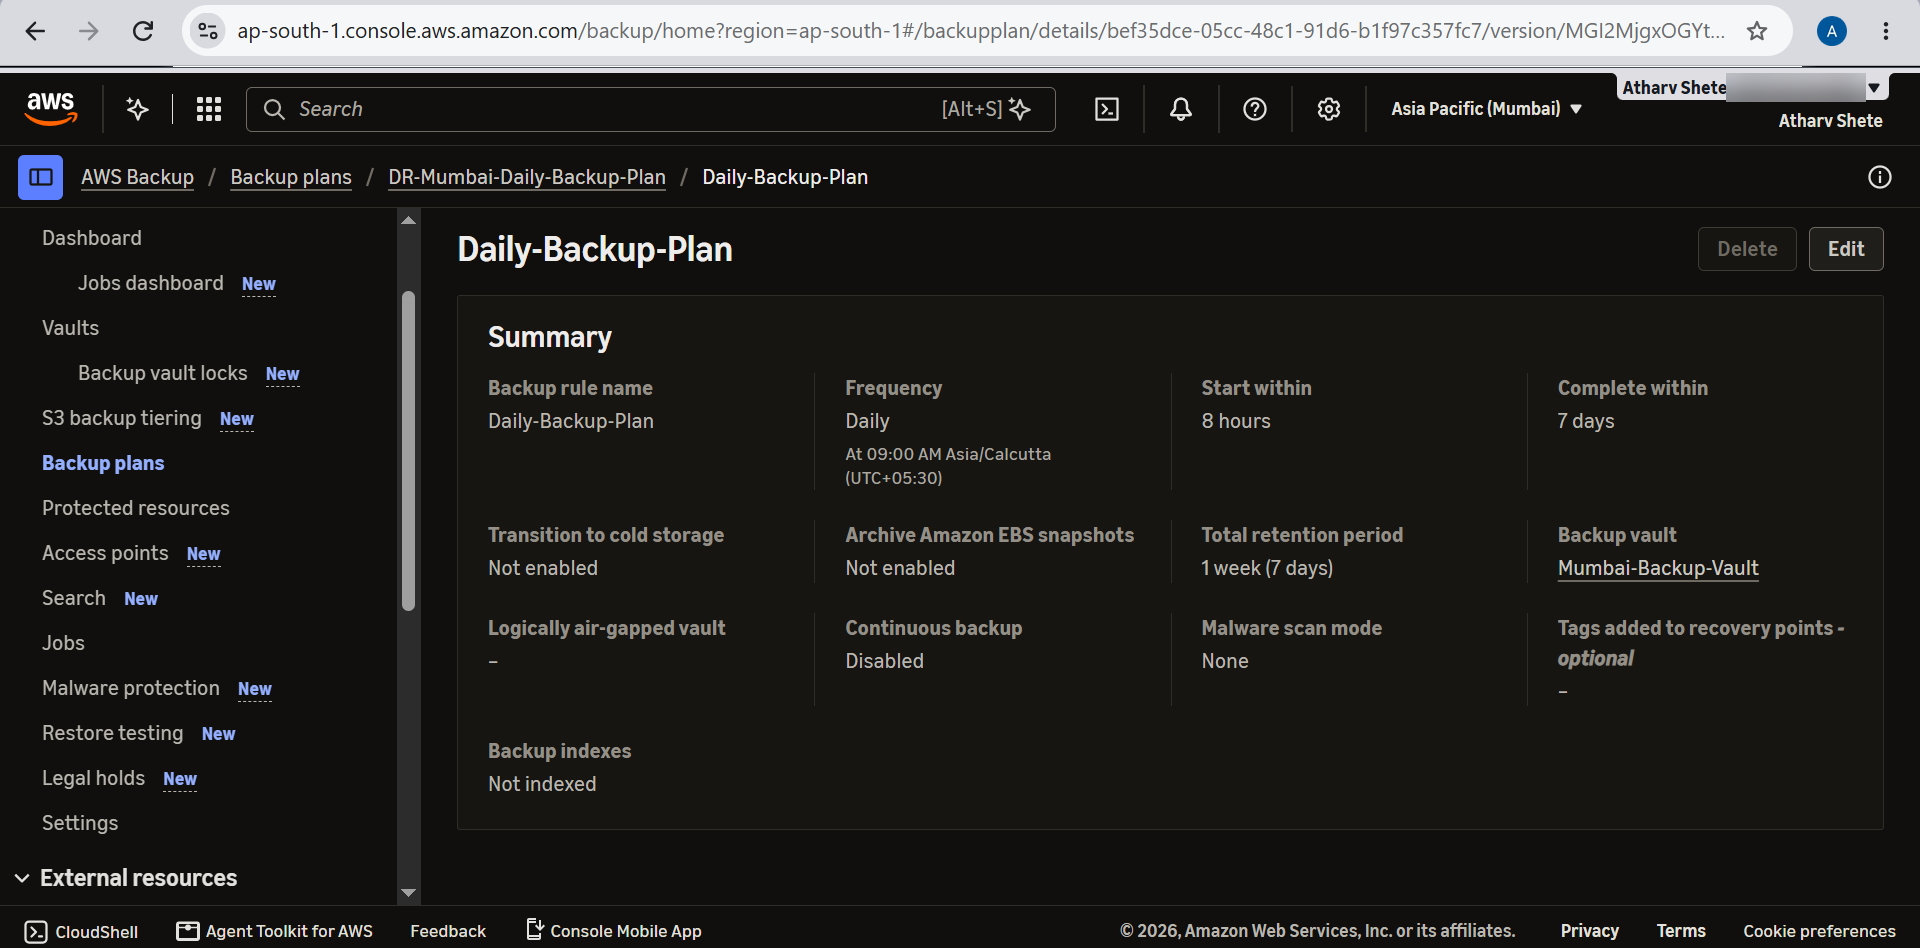 ap-south-1.console.aws.amazon.com/backup/home?region=ap-south-1#/backupplan/details/bef35dce-05cc-48c1-91d6-b1f97c357fc7/version/MGI2MjgxOGYt...
A
aws
Search
[Alt+S]
Asia Pacific (Mumbai)
Atharv Shete
Atharv Shete
AWS Backup / Backup plans / DR-Mumbai-Daily-Backup-Plan / Daily-Backup-Plan
Dashboard
Jobs dashboard New
Vaults
Backup vault locks New
S3 backup tiering New
Backup plans
Protected resources
Access points New
Search New
Jobs
Malware protection New
Restore testing New
Legal holds New
Settings
External resources
Daily-Backup-Plan
Delete
Edit
Summary
Backup rule name
Daily-Backup-Plan
Frequency
Daily
At 09:00 AM Asia/Calcutta
(UTC+05:30)
Start within
8 hours
Complete within
7 days
Transition to cold storage
Not enabled
Archive Amazon EBS snapshots
Not enabled
Total retention period
1 week (7 days)
Backup vault
Mumbai-Backup-Vault
Logically air-gapped vault
–
Continuous backup
Disabled
Malware scan mode
None
Tags added to recovery points -
optional
–
Backup indexes
Not indexed
CloudShell
Agent Toolkit for AWS
Feedback
Console Mobile App
© 2026, Amazon Web Services, Inc. or its affiliates.
Privacy
Terms
Cookie preferences